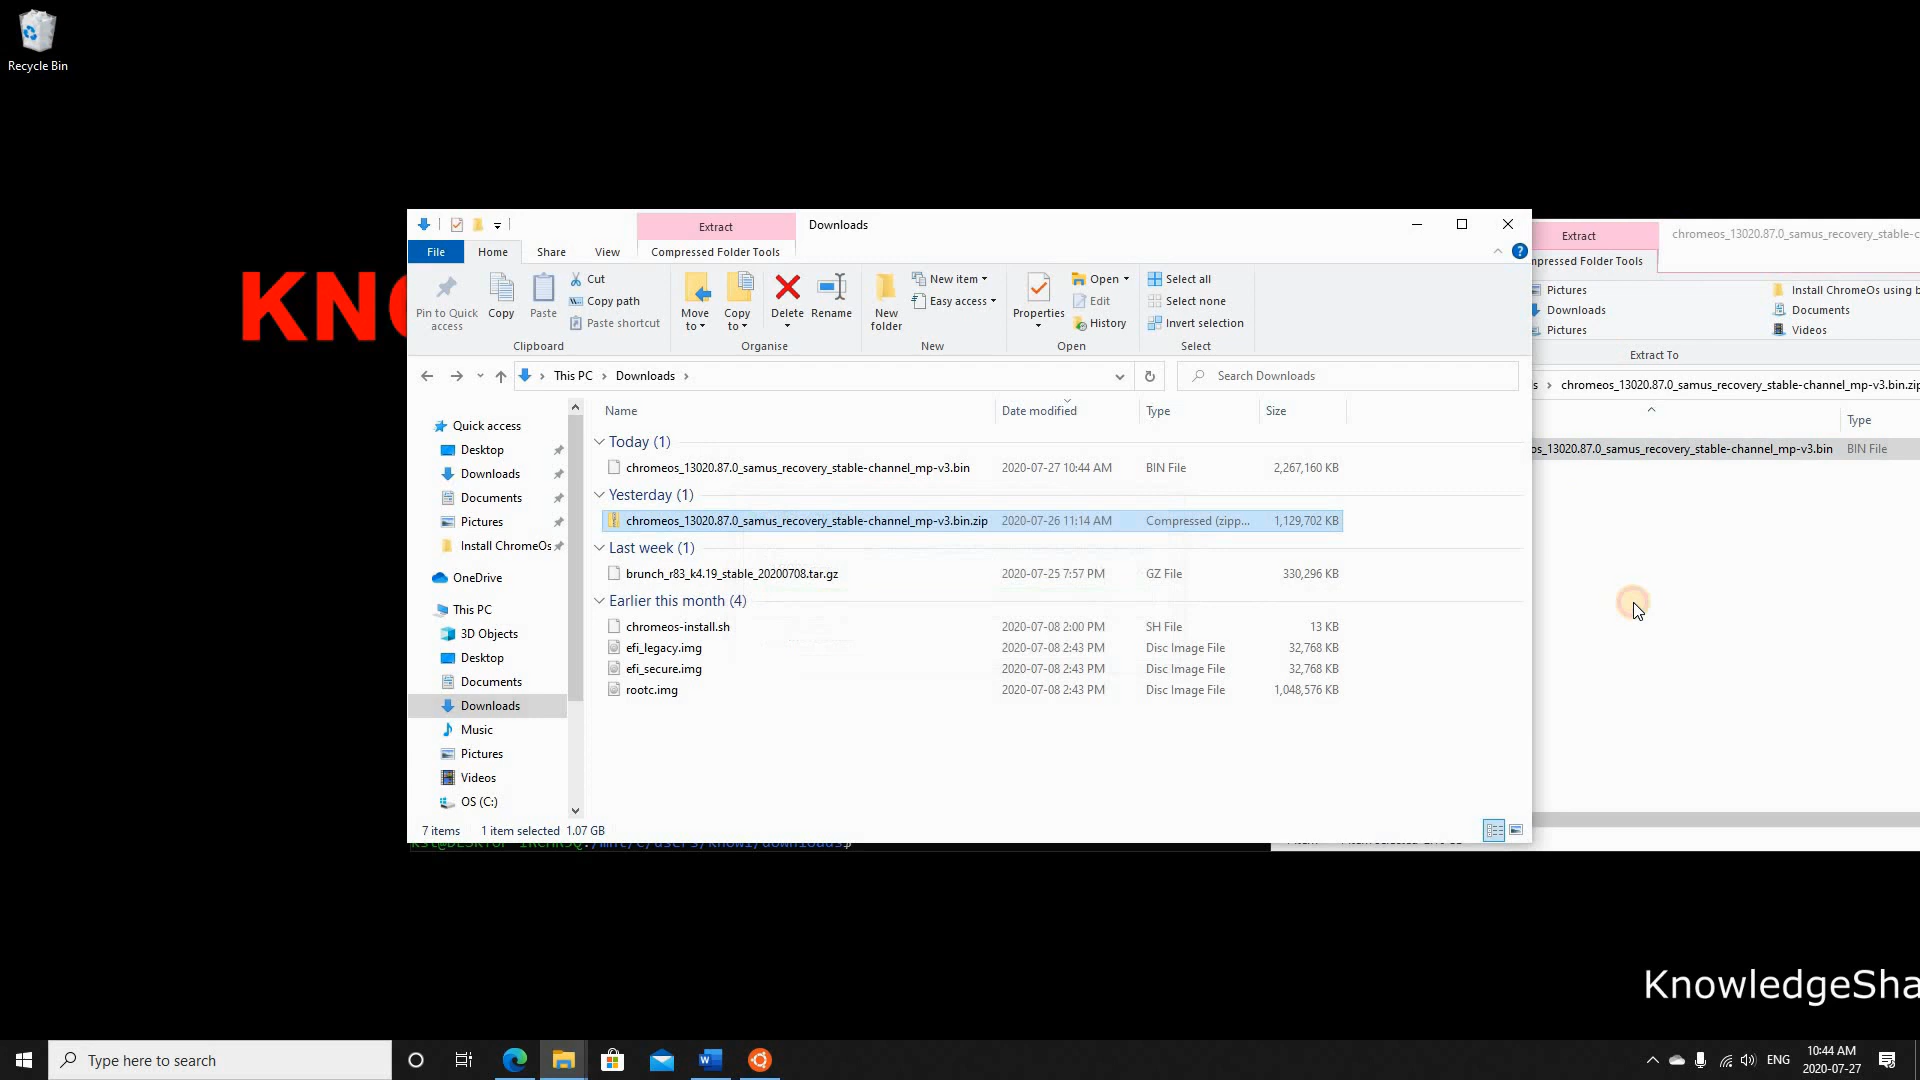 Recycle Bin
KNO
Extract
Downloads
File
Home
Share
View
Compressed Folder Tools
Pin to Quick access
Copy
Paste
Cut
Copy path
Paste shortcut
Clipboard
Move to
Copy to
Delete
Rename
Organise
New folder
New item
Easy access
New
Properties
Open
Edit
History
Open
Select all
Select none
Invert selection
Select
This PC
Downloads
Search Downloads
Quick access
Desktop
Downloads
Documents
Pictures
Install ChromeOs
OneDrive
This PC
3D Objects
Desktop
Documents
Downloads
Music
Pictures
Videos
OS (C:)
Name Date modified Type Size
Today (1)
chromeos_13020.87.0_samus_recovery_stable-channel_mp-v3.bin 2020-07-27 10:44 AM BIN File 2,267,160 KB
Yesterday (1)
chromeos_13020.87.0_samus_recovery_stable-channel_mp-v3.bin.zip 2020-07-26 11:14 AM Compressed (zipp... 1,129,702 KB
Last week (1)
brunch_r83_k4.19_stable_20200708.tar.gz 2020-07-25 7:57 PM GZ File 330,296 KB
Earlier this month (4)
chromeos-install.sh 2020-07-08 2:00 PM SH File 13 KB
efi_legacy.img 2020-07-08 2:43 PM Disc Image File 32,768 KB
efi_secure.img 2020-07-08 2:43 PM Disc Image File 32,768 KB
rootc.img 2020-07-08 2:43 PM Disc Image File 1,048,576 KB
7 items 1 item selected 1.07 GB
Extract
chromeos_13020.87.0_samus_recovery_stable-c
mpressed Folder Tools
Pictures
Downloads
Pictures
Install ChromeOs using b
Documents
Videos
Extract To
s chromeos_13020.87.0_samus_recovery_stable-channel_mp-v3.bin.zip
Type
os_13020.87.0_samus_recovery_stable-channel_mp-v3.bin BIN File
KnowledgeSha
Type here to search
ENG
10:44 AM
2020-07-27